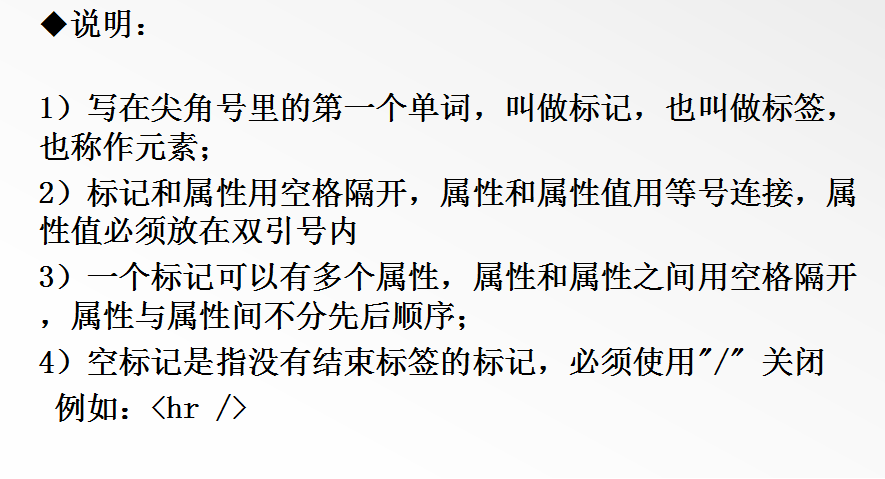 ◆说明：
1）写在尖角号里的第一个单词，叫做标记，也叫做标签，
也称作元素；
2）标记和属性用空格隔开，属性和属性值用等号连接，属
性值必须放在双引号内
3）一个标记可以有多个属性，属性和属性之间用空格隔开
，属性与属性间不分先后顺序；
4）空标记是指没有结束标签的标记，必须使用"/" 关闭
例如：<hr />